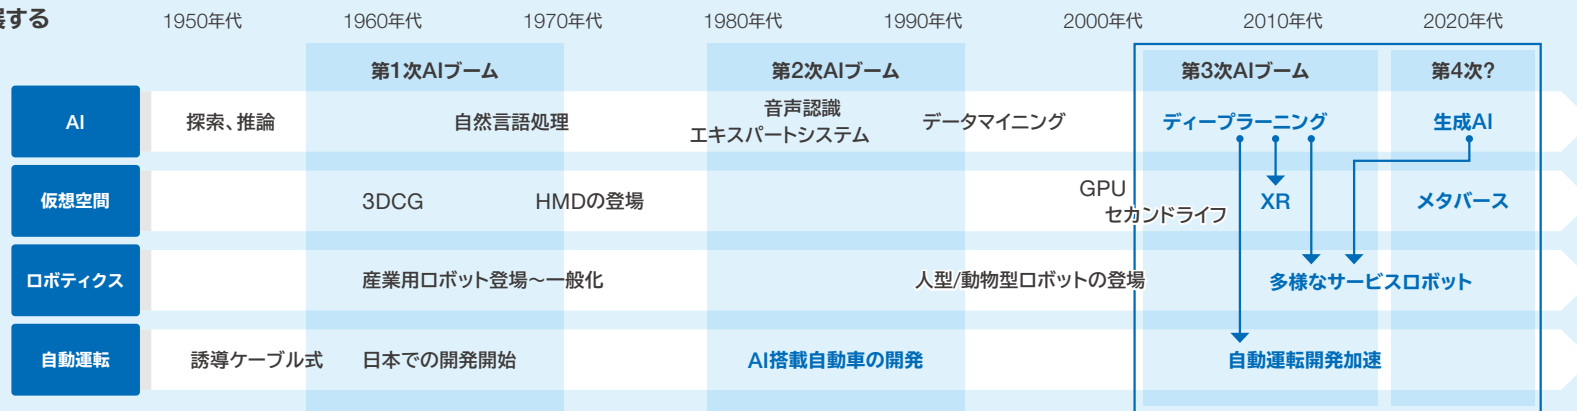 展する
1950年代 1960年代 1970年代 1980年代 1990年代 2000年代 2010年代 2020年代
第1次AIブーム 第2次AIブーム 第3次AIブーム 第4次?
AI
探索、推論
自然言語処理
音声認識
エキスパートシステム
データマイニング
ディープラーニング
生成AI
仮想空間
3DCG
HMDの登場
GPU
セカンドライフ
XR
メタバース
ロボティクス
産業用ロボット登場～一般化
人型/動物型ロボットの登場
多様なサービスロボット
自動運転
誘導ケーブル式
日本での開発開始
AI搭載自動車の開発
自動運転開発加速